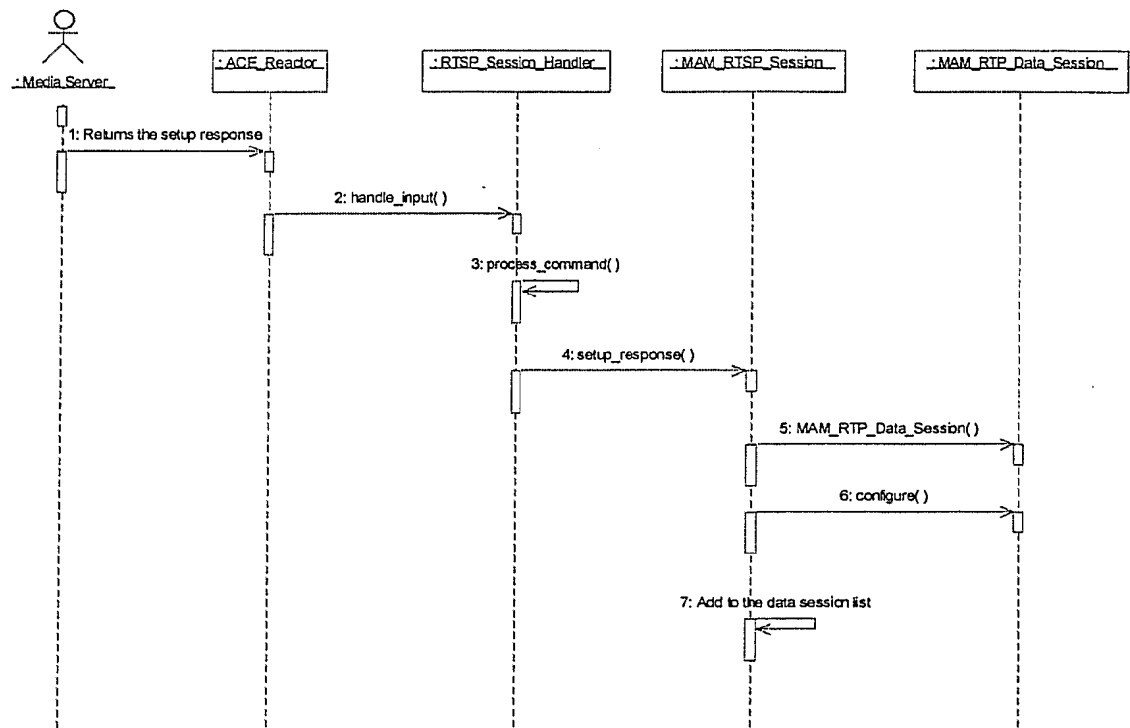 : Media Server
: ACE_Reactor
: RTSP_Session_Handler
: MAM_RTSP_Session
: MAM_RTP_Data_Session
1: Returns the setup response
2: handle_input( )
3: process_command( )
4: setup_response( )
5: MAM_RTP_Data_Session( )
6: configure( )
7: Add to the data session list